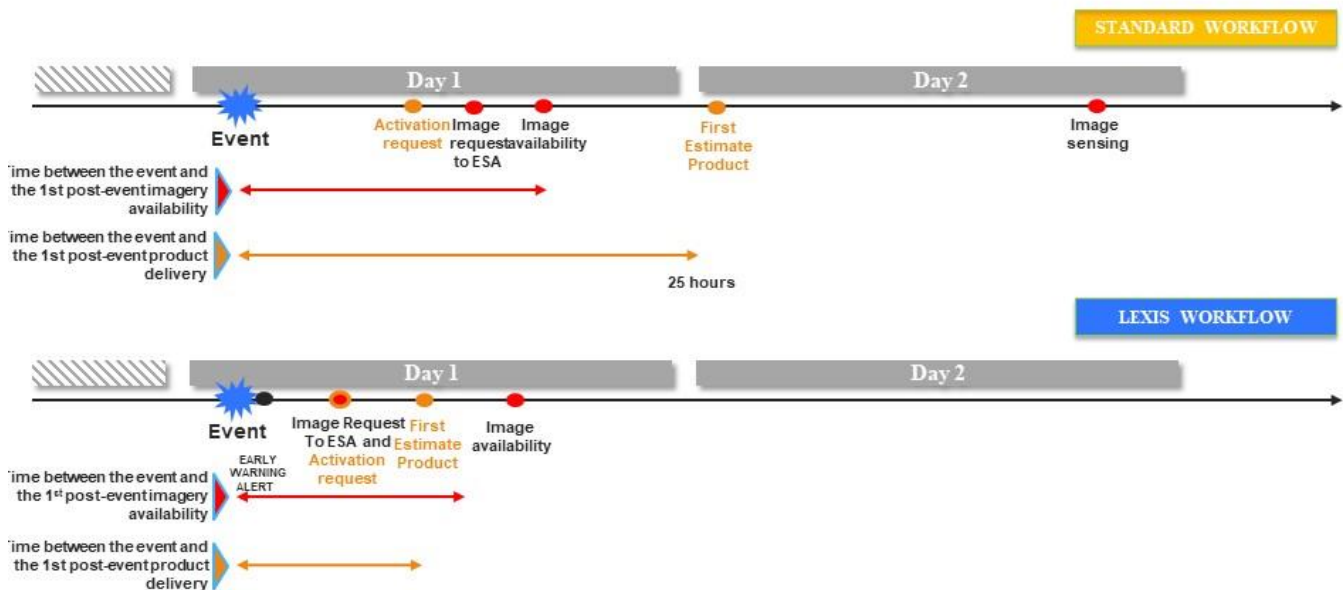 STANDARD WORKFLOW
Day 1
Day 2
Event
Activation
request
Image
request
to ESA
Image
availability
First
Estimate
Product
Image
sensing
Time between the event and
the 1st post-event imagery
availability
Time between the event and
the 1st post-event product
delivery
25 hours
LEXIS WORKFLOW
Day 1
Day 2
Event
EARLY
WARNING
ALERT
Image Request
To ESA and
Activation
request
First
Estimate
Product
Image
availability
Time between the event and
the 1st post-event imagery
availability
Time between the event and
the 1st post-event product
delivery